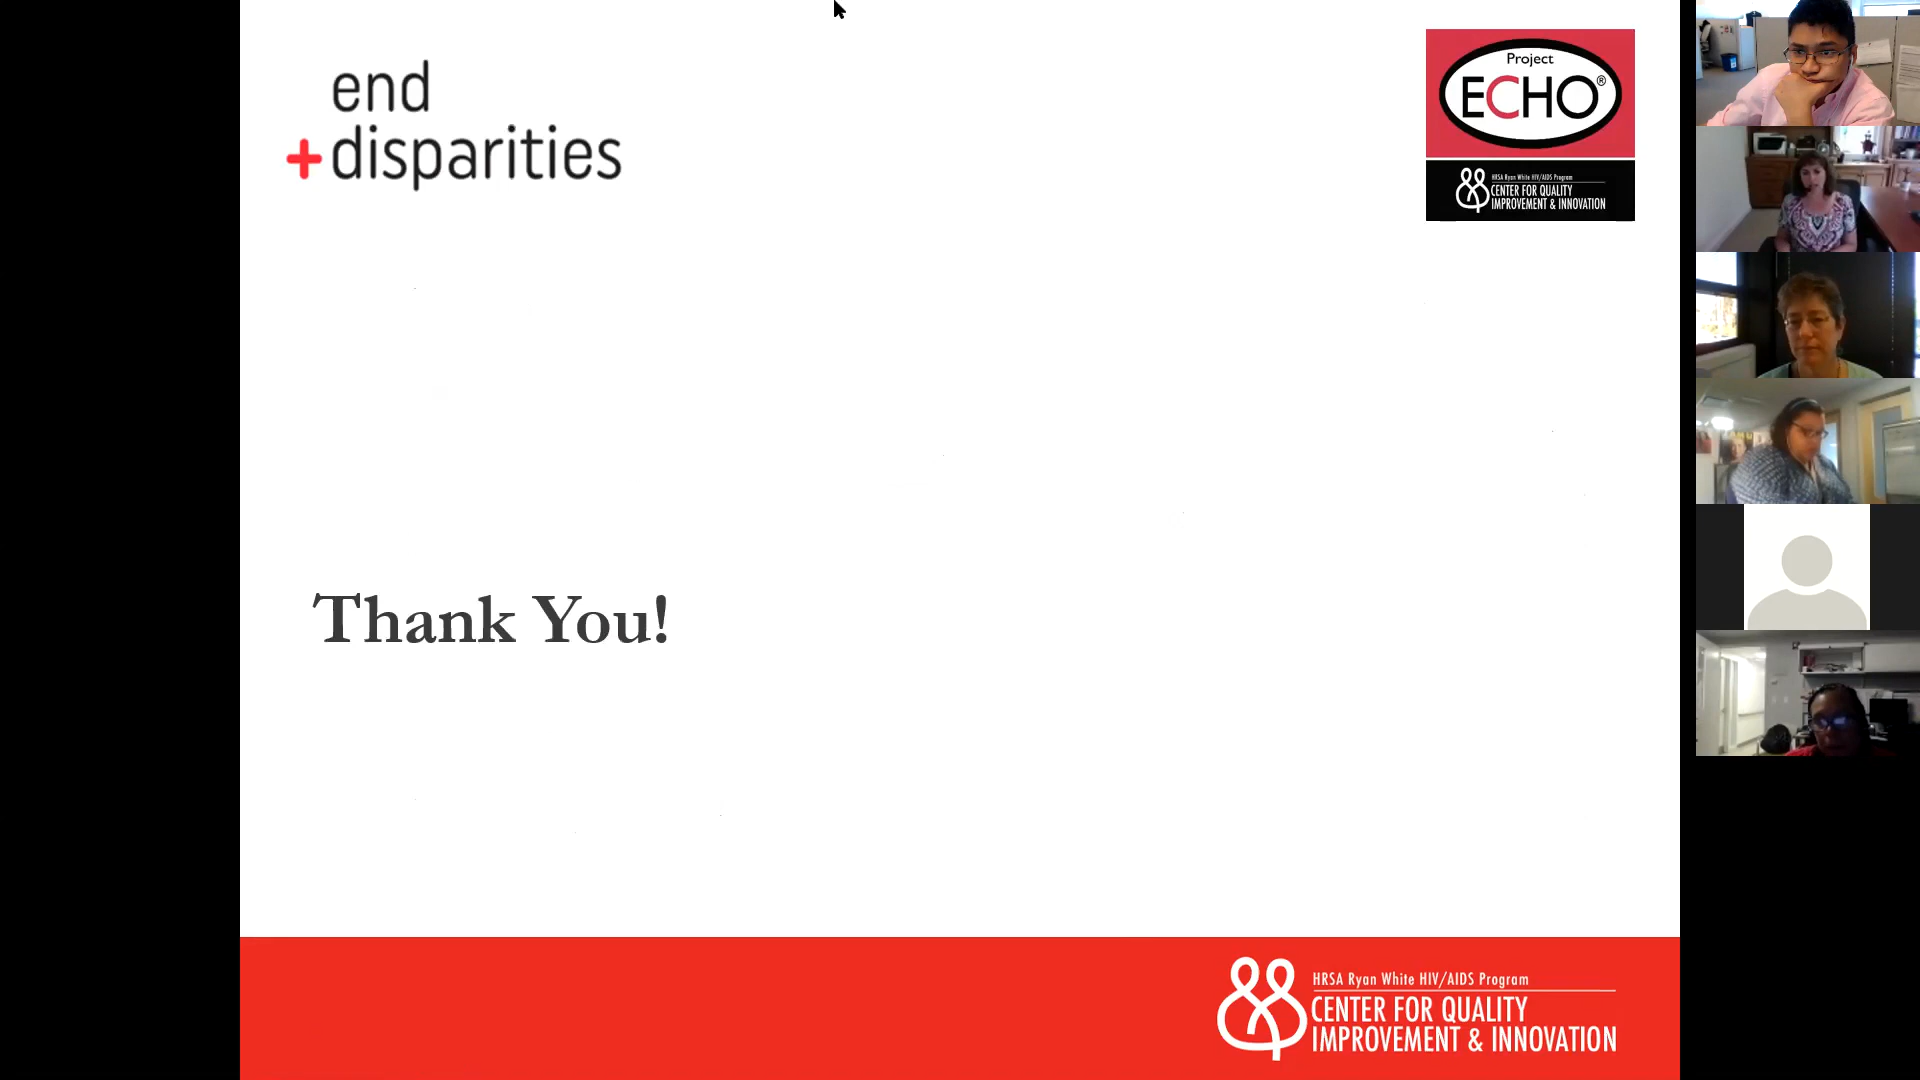 end
+disparities
Project
ECHO®
HRSA Ryan White HIV/AIDS Program
CENTER FOR QUALITY
IMPROVEMENT & INNOVATION
Thank You!
HRSA Ryan White HIV/AIDS Program
CENTER FOR QUALITY
IMPROVEMENT & INNOVATION